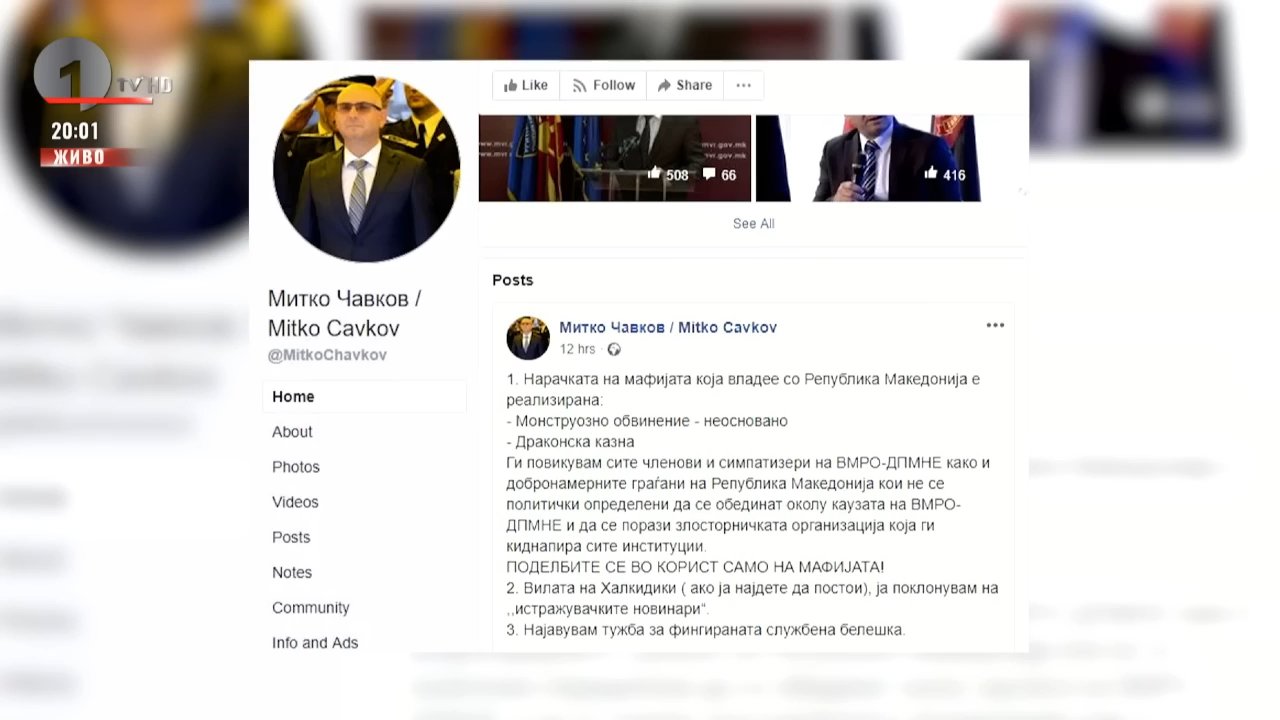 1
TV HD
20:01
ЖИВО
Like
Follow
Share
www.mvr
mvr.gov.mk
508
66
416
See All
Митко Чавков /
Mitko Cavkov
@MitkoChavkov
Home
About
Photos
Videos
Posts
Notes
Community
Info and Ads
Posts
Митко Чавков / Mitko Cavkov
12 hrs ·
1. Нарачката на мафијата која владее со Република Македонија е
реализирана:
- Монструозно обвинение - неосновано
- Драконска казна
Ги повикувам сите членови и симпатизери на ВМРО-ДПМНЕ како и
добронамерните граѓани на Република Македонија кои не се
политички определени да се обединат околу каузата на ВМРО-
ДПМНЕ и да се порази злосторничката организација која ги
киднапира сите институции.
ПОДЕЛБИТЕ СЕ ВО КОРИСТ САМО НА МАФИЈАТА!
2. Вилата на Халкидики ( ако ја најдете да постои), ја поклонувам на
,,истражувачките новинари“.
3. Најавувам тужба за фингираната службена белешка.